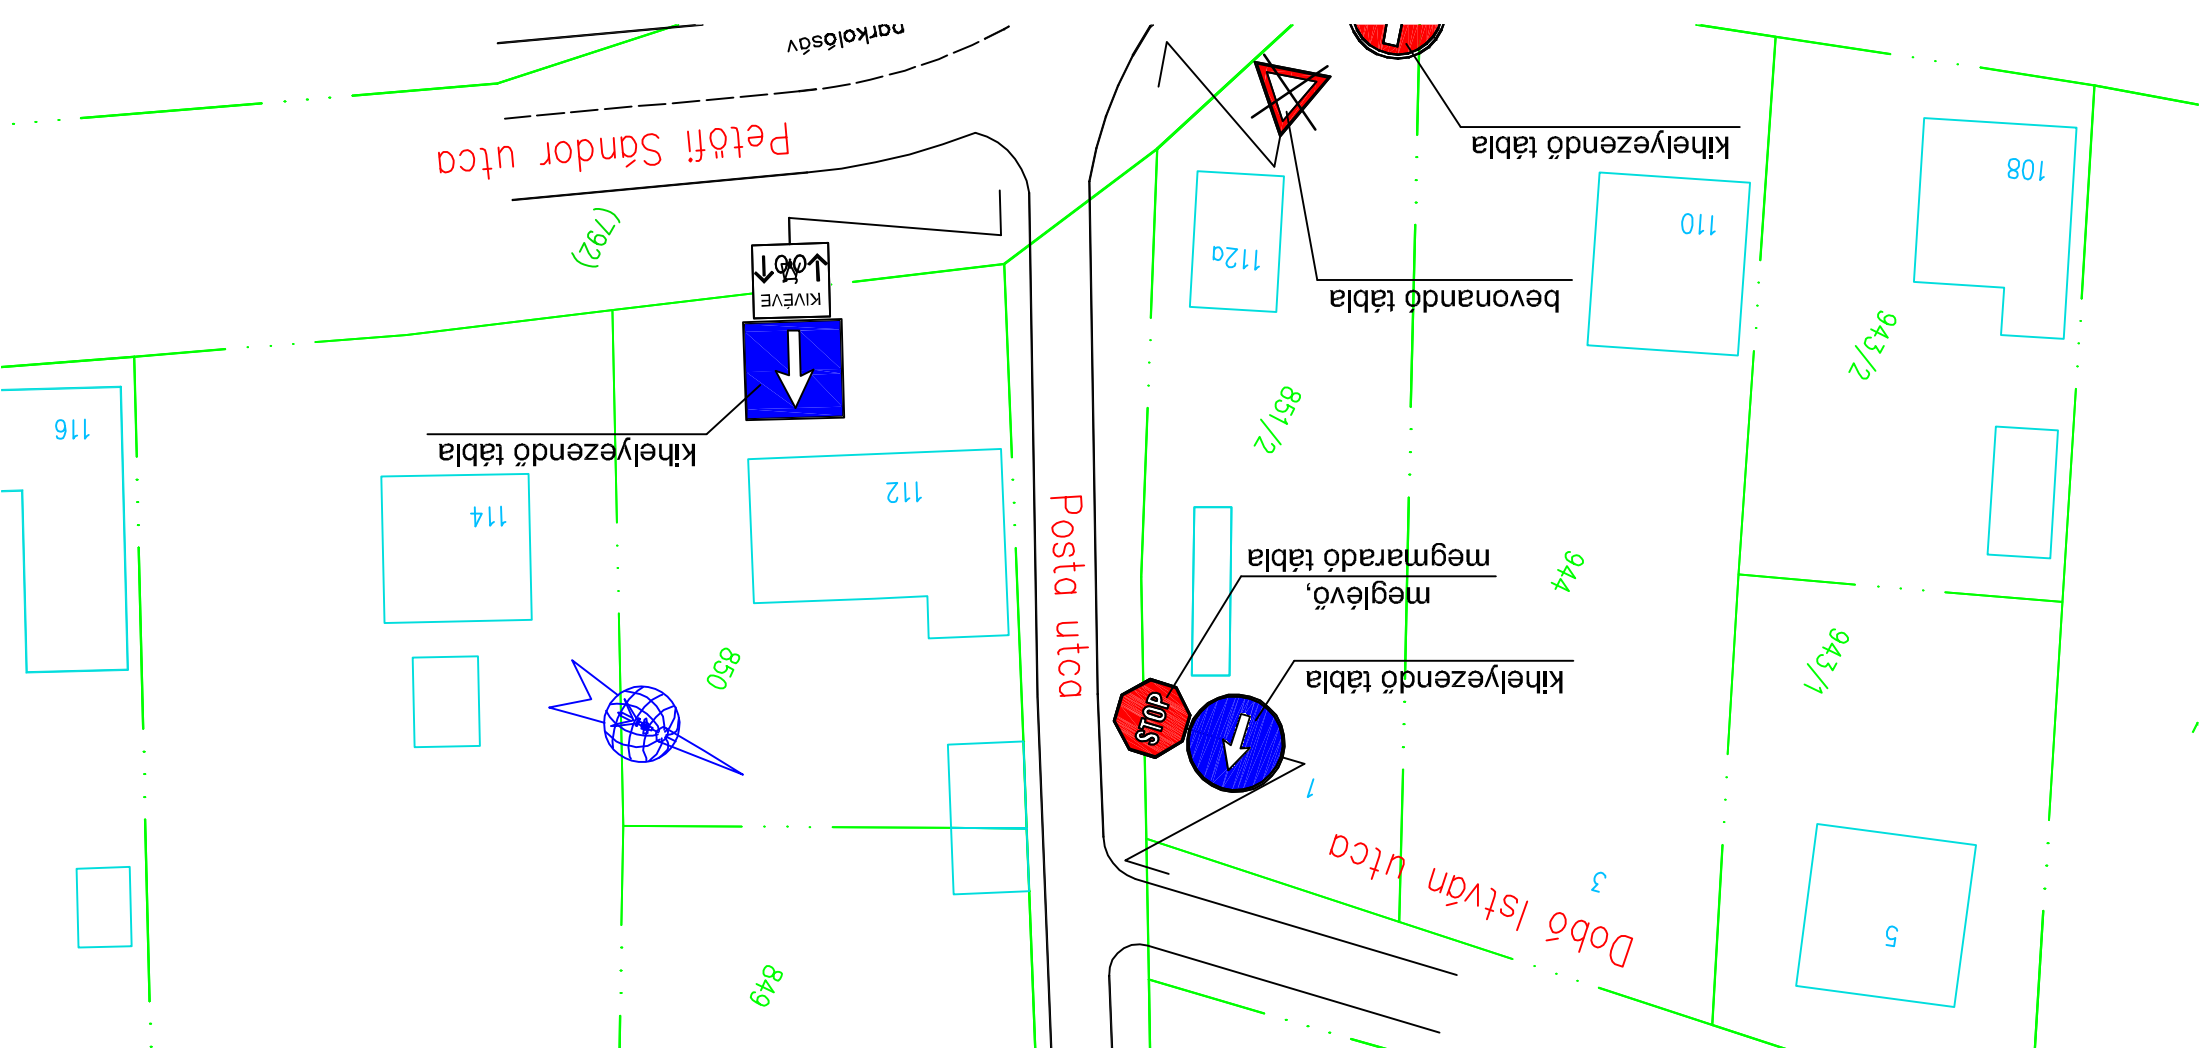 parkolósáv
Petőfi Sándor utca
(792)
KIVÉVE
kihelyezendő tábla
kihelyezendő tábla
bevonandó tábla
108
110
112a
943/2
851/2
116
114
112
Posta utca
megmaradó tábla
meglévő,
944
kihelyezendő tábla
943/1
850
STOP
1
Dobó István utca
3
5
849